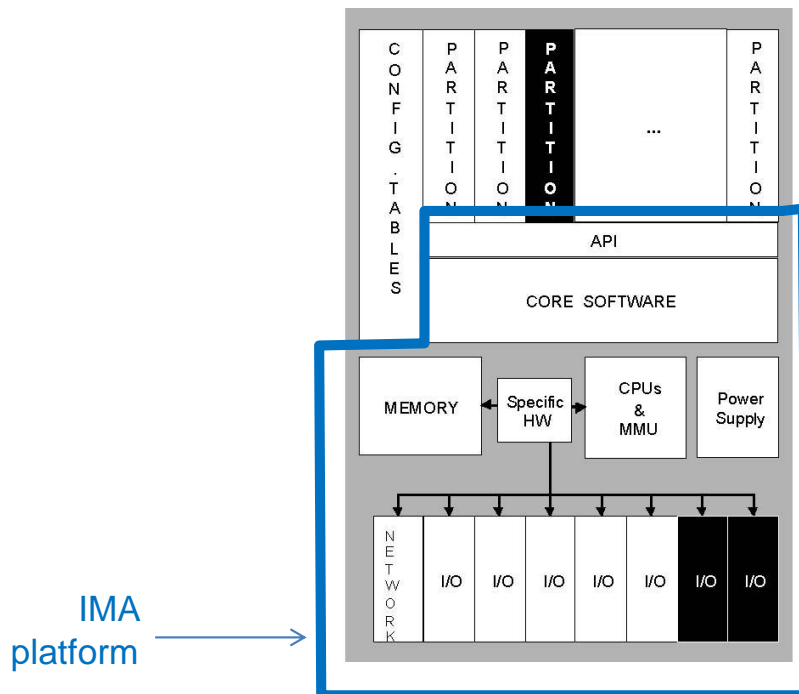 CONFIG.TABLES
PARTITION
PARTITION
PARTITION
...
PARTITION
API
CORE SOFTWARE
MEMORY
Specific
HW
CPUs
&
MMU
Power
Supply
NETWORK
I/O
I/O
I/O
I/O
I/O
I/O
I/O
IMA
platform